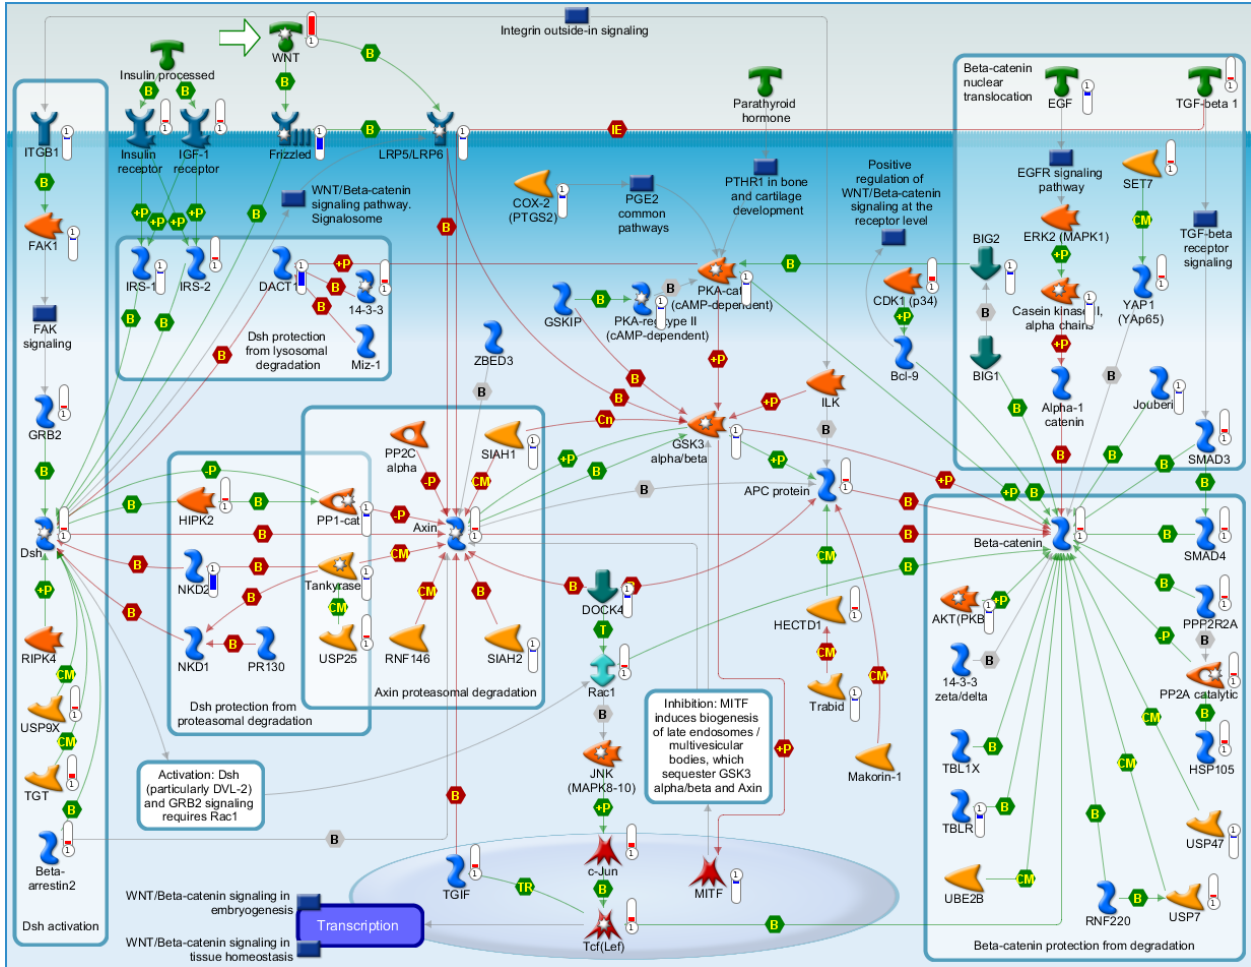 Integrin outside-in signaling
WNT
Insulin processed
Parathyroid
hormone
Beta-catenin
nuclear
translocation
EGF
TGF-beta 1
ITGB1
Insulin
receptor
IGF-1
receptor
Frizzled
LRP5/LRP6
IE
WNT/Beta-catenin
signaling pathway.
Signalosome
COX-2
(PTGS2)
PGE2
common
pathways
PTHR1 in bone
and cartilage
development
Positive
regulation of
WNT/Beta-catenin
signaling at the
receptor level
EGFR signaling
pathway
SET7
ERK2 (MAPK1)
TGF-beta
receptor
signaling
FAK1
IRS-1
IRS-2
DACT1
14-3-3
Miz-1
Dsh protection
from lysosomal
degradation
GSKIP
PKA-reg type II
(cAMP-dependent)
PKA-cat
(cAMP-dependent)
CDK1 (p34)
Bcl-9
BIG2
BIG1
Casein kinase II,
alpha chains
YAP1
(YAp65)
FAK
signaling
ZBED3
ILK
Alpha-1
catenin
Jouberin
SMAD3
GRB2
PP2C
alpha
SIAH1
GSK3
alpha/beta
APC protein
HIPK2
PP1-cat
Axin
Dsh
Beta-catenin
SMAD4
NKD2
Tankyrase
DOCK4
HECTD1
AKT(PKB)
PPP2R2A
RIPK4
NKD1
PR130
USP25
RNF146
SIAH2
Axin proteasomal degradation
Rac1
Trabid
14-3-3
zeta/delta
PP2A catalytic
USP9X
Dsh protection from
proteasomal degradation
Inhibition: MITF
induces biogenesis
of late endosomes /
multivesicular
bodies, which
sequester GSK3
alpha/beta and Axin
JNK
(MAPK8-10)
Makorin-1
TBL1X
HSP105
TGT
Activation: Dsh
(particularly DVL-2)
and GRB2 signaling
requires Rac1
TBLR
USP47
Beta-
arrestin2
TGIF
c-Jun
MITF
UBE2B
RNF220
USP7
WNT/Beta-catenin signaling in
embryogenesis
Transcription
Tcf(Lef)
WNT/Beta-catenin signaling in
tissue homeostasis
Dsh activation
Beta-catenin protection from degradation